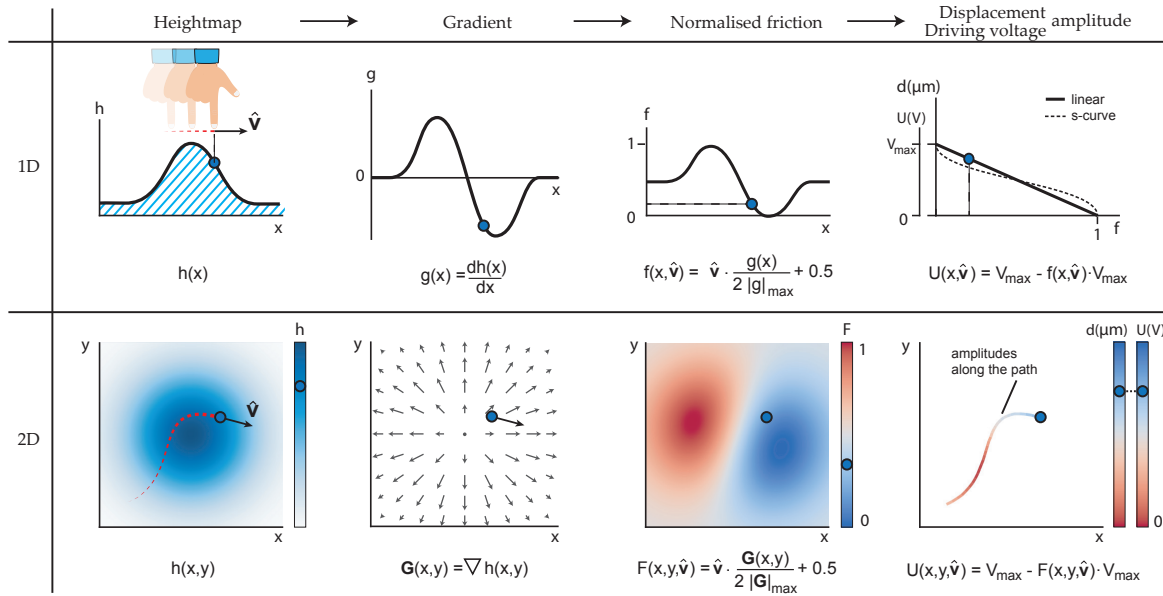 Heightmap
Gradient
Normalised friction
Displacement
Driving voltage amplitude
1D
h
v̂
x
h(x)
g
0
x
g(x) = dh(x)/dx
f
1
0
x
f(x,v̂) = v̂ · g(x)/2 |g|max + 0.5
d(μm)
U(V)
linear
s-curve
Vmax
0
1
f
U(x,v̂) = Vmax - f(x,v̂)·Vmax
2D
y
h
v̂
x
h(x,y)
y
x
G(x,y) = ∇ h(x,y)
y
F
1
0
x
F(x,y,v̂) = v̂ · G(x,y)/2 |G|max + 0.5
y
amplitudes
along the path
d(μm) U(V)
x
U(x,y,v̂) = Vmax - F(x,y,v̂)·Vmax